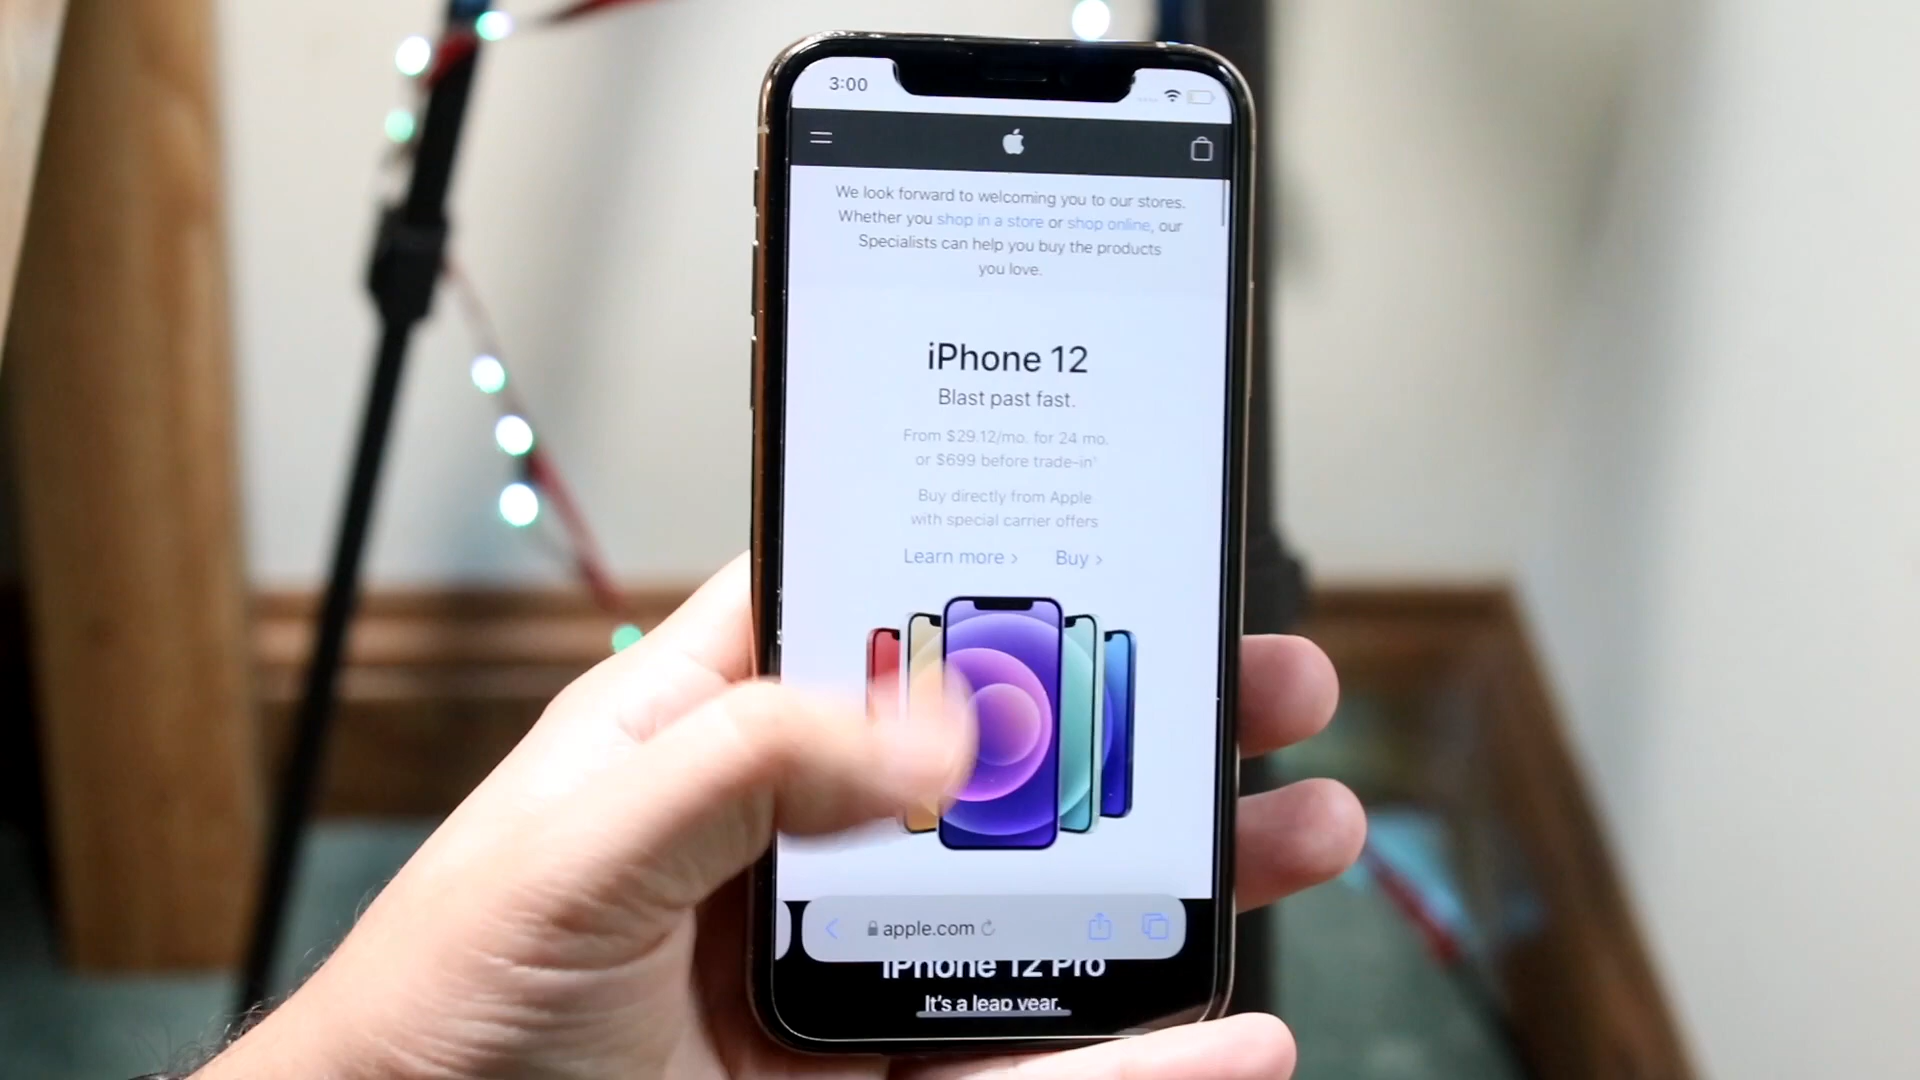 3:00
We look forward to welcoming you to our stores.
Whether you shop in a store or shop online, our
Specialists can help you buy the products
you love.
iPhone 12
Blast past fast.
From $29.12/mo. for 24 mo.
or $699 before trade-in¹
Buy directly from Apple
with special carrier offers
Learn more > Buy >
apple.com
iPhone 12 Pro
It's a leap year.